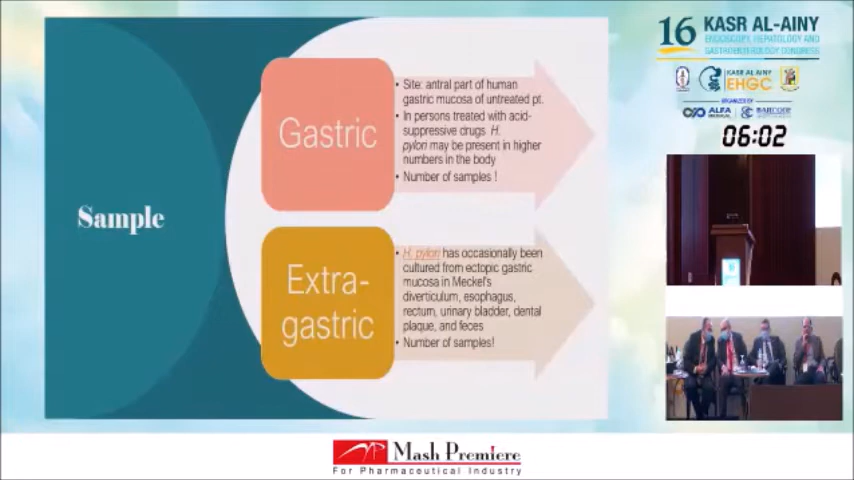 Sample
Gastric
• Site: antral part of human
gastric mucosa of untreated pt.
• In persons treated with acid-
suppressive drugs H.
pylori may be present in higher
numbers in the body
• Number of samples !
Extra-
gastric
• H. pylori has occasionally been
cultured from ectopic gastric
mucosa in Meckel's
diverticulum, esophagus,
rectum, urinary bladder, dental
plaque, and feces
• Number of samples!
16 KASR AL-AINY
ENDOSCOPY, HEPATOLOGY AND
GASTROENTEROLOGY CONGRESS
KASR AL AINY
EHGC
ORGANIZED BY
ALFA
06:02
Mash Premiere
For Pharmaceutical Industry